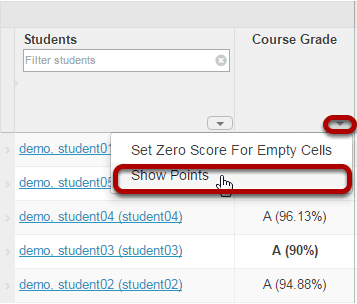 Students Course Grade
Filter students
demo, student01
Set Zero Score For Empty Cells
demo, student05
Show Points
demo, student04 (student04) A (96.13%)
demo, student03 (student03) A (90%)
demo, student02 (student02) A (94.88%)